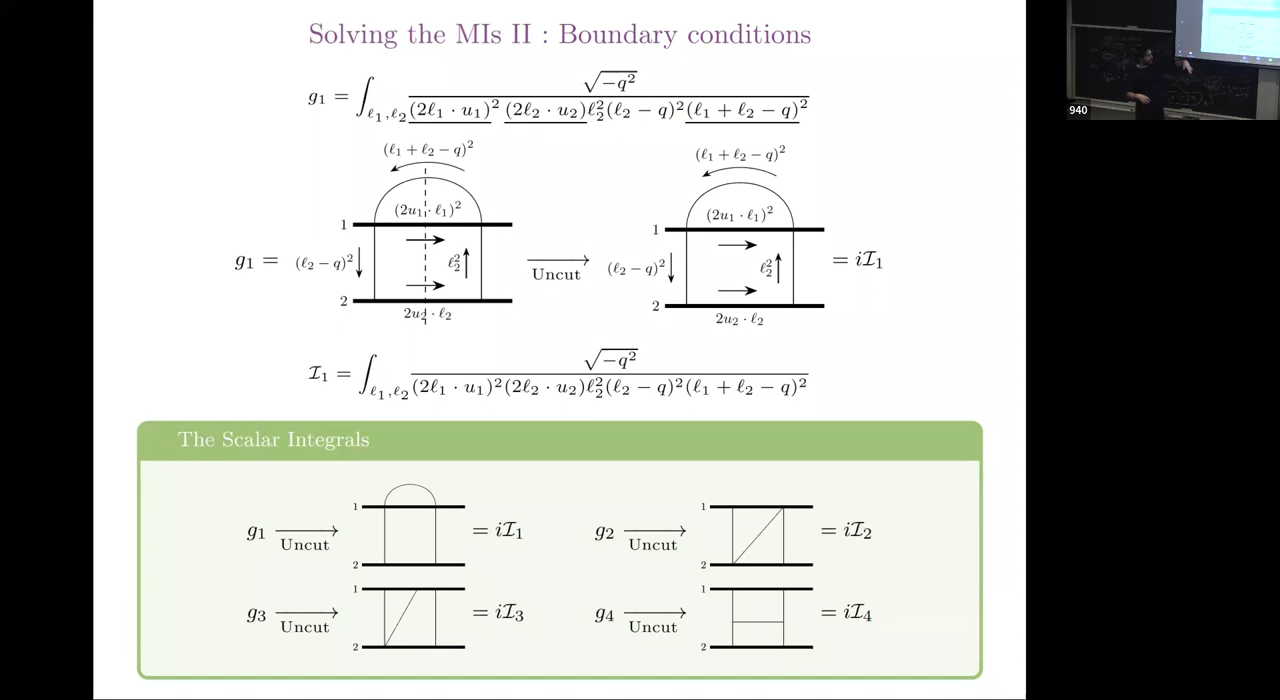 Solving the MIs II : Boundary conditions
940
g₁ = ∫_{ℓ₁,ℓ₂} √(−q²) / (2ℓ₁ · u₁)² (2ℓ₂ · u₂)ℓ₂²(ℓ₂ − q)²(ℓ₁ + ℓ₂ − q)²
(ℓ₁ + ℓ₂ − q)² (ℓ₁ + ℓ₂ − q)²
(2u₁ · ℓ₁)² (2u₁ · ℓ₁)²
1 1
g₁ = (ℓ₂ − q)² ℓ₂² Uncut (ℓ₂ − q)² ℓ₂² = iI₁
2 2
2u₂ · ℓ₂ 2u₂ · ℓ₂
I₁ = ∫_{ℓ₁,ℓ₂} √(−q²) / (2ℓ₁ · u₁)²(2ℓ₂ · u₂)ℓ₂²(ℓ₂ − q)²(ℓ₁ + ℓ₂ − q)²
The Scalar Integrals
g₁ Uncut 1 2 = iI₁
g₂ Uncut 1 2 = iI₂
g₃ Uncut 1 2 = iI₃
g₄ Uncut 1 2 = iI₄